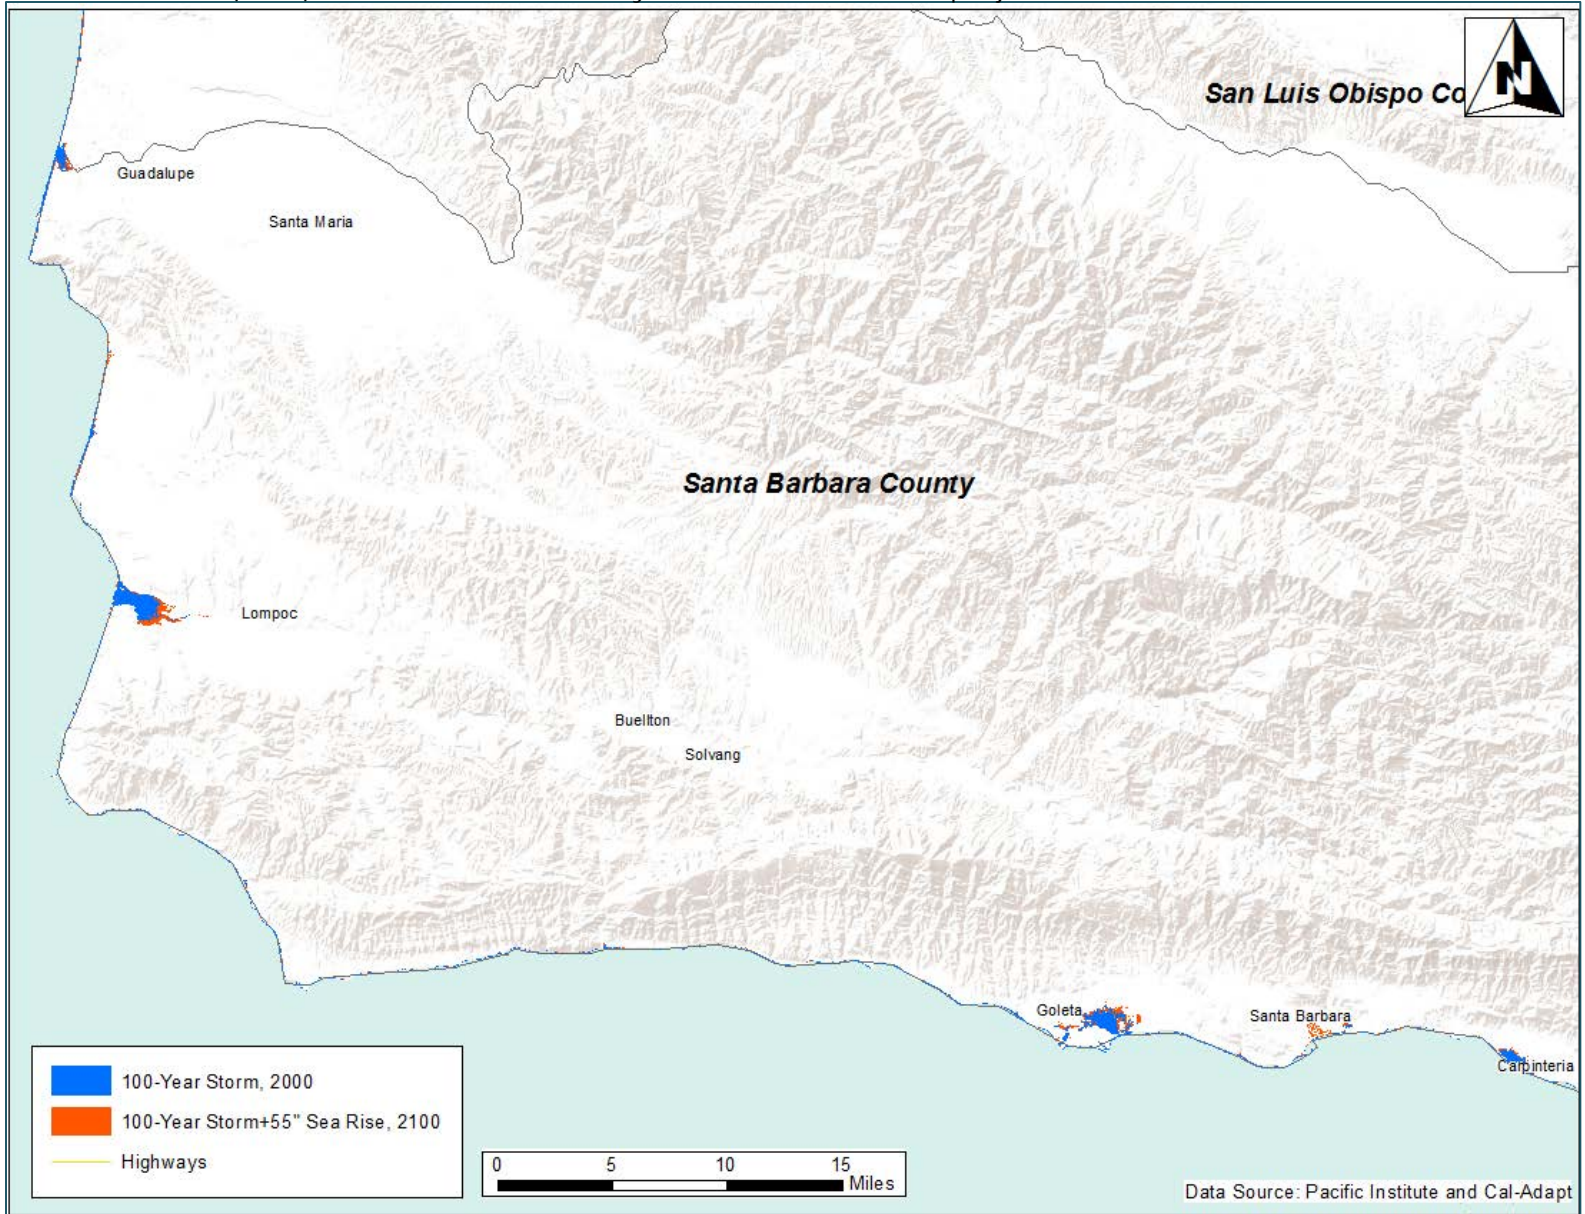 N
San Luis Obispo Co
Guadalupe
Santa Maria
Santa Barbara County
Lompoc
Buellton
Solvang
Goleta
Santa Barbara
Carpinteria
100-Year Storm, 2000
100-Year Storm+55" Sea Rise, 2100
Highways
0 5 10 15
Miles
Data Source: Pacific Institute and Cal-Adapt